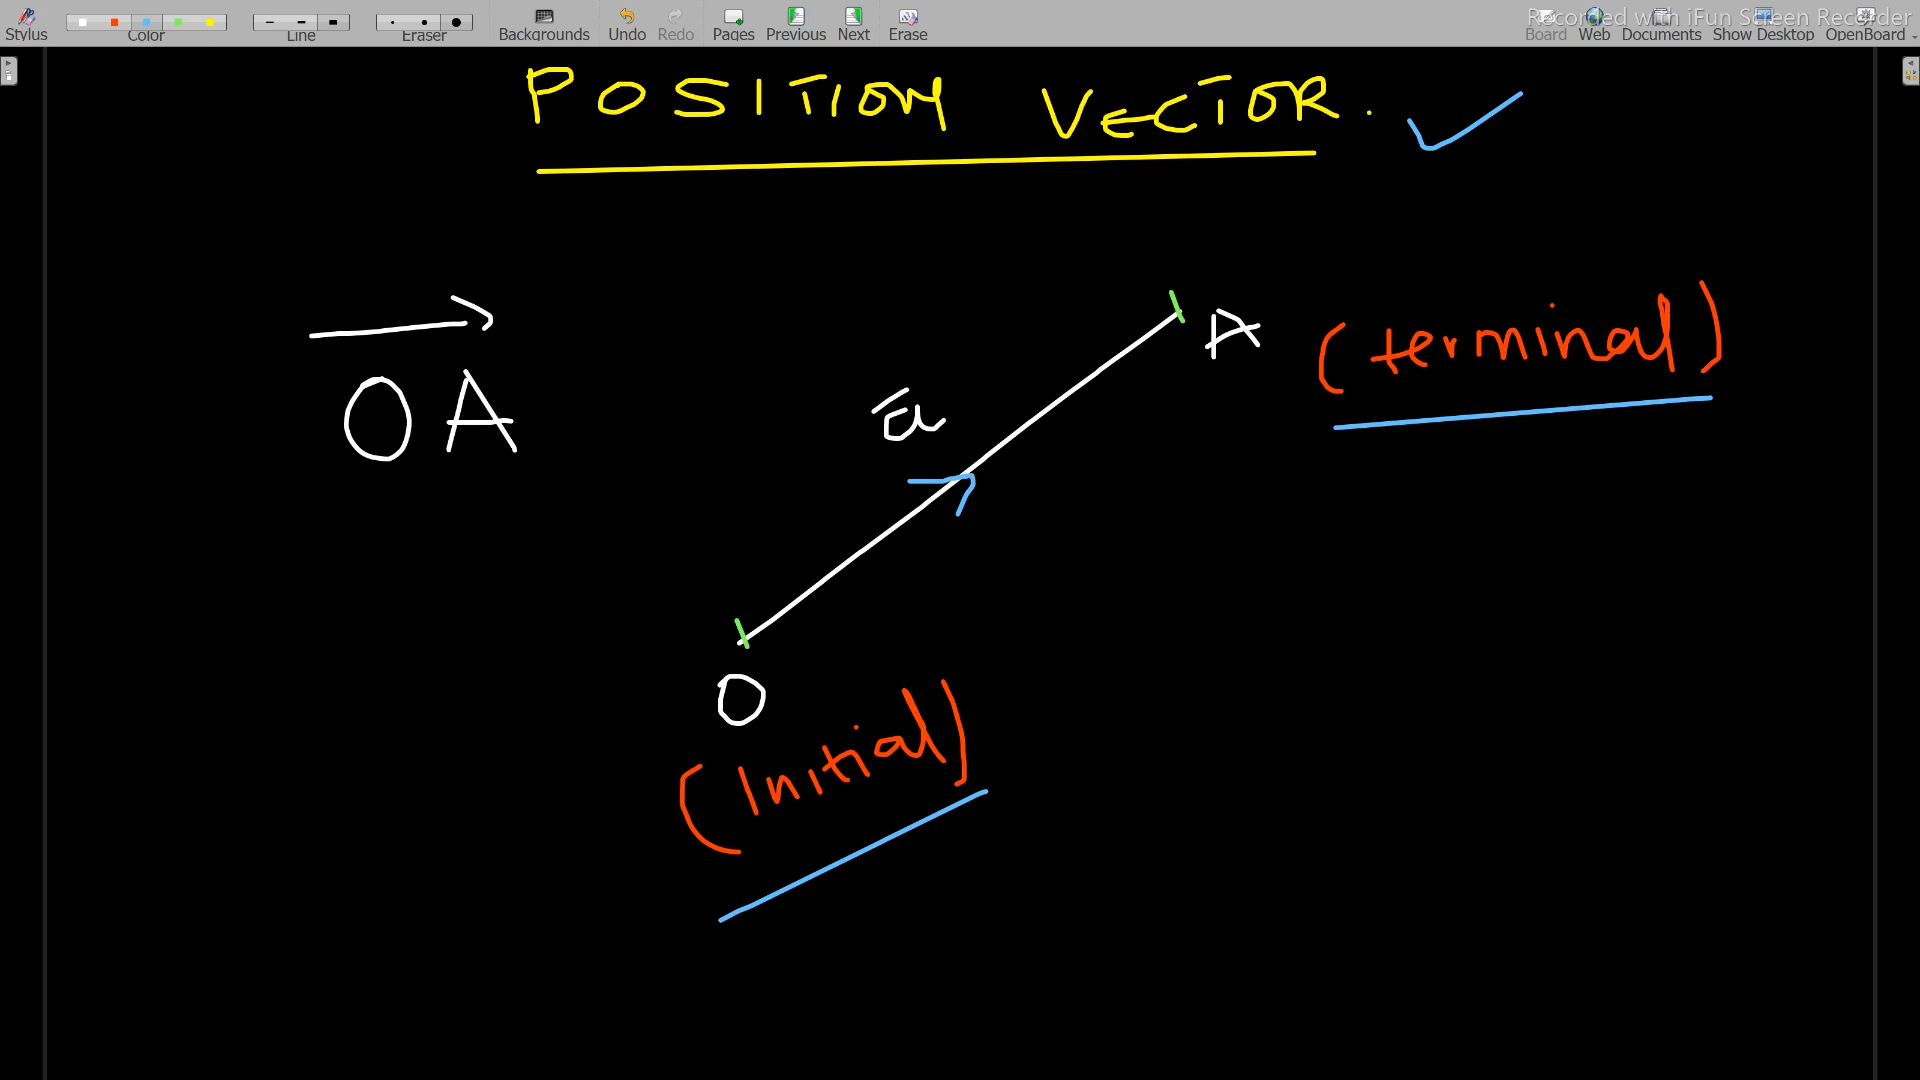 Recorded with iFun Screen Recorder
Stylus Color Line Eraser Backgrounds Undo Redo Pages Previous Next Erase Board Web Documents Show Desktop OpenBoard
POSITION VECTOR.
OA
A (terminal)
a
O
(Initial)